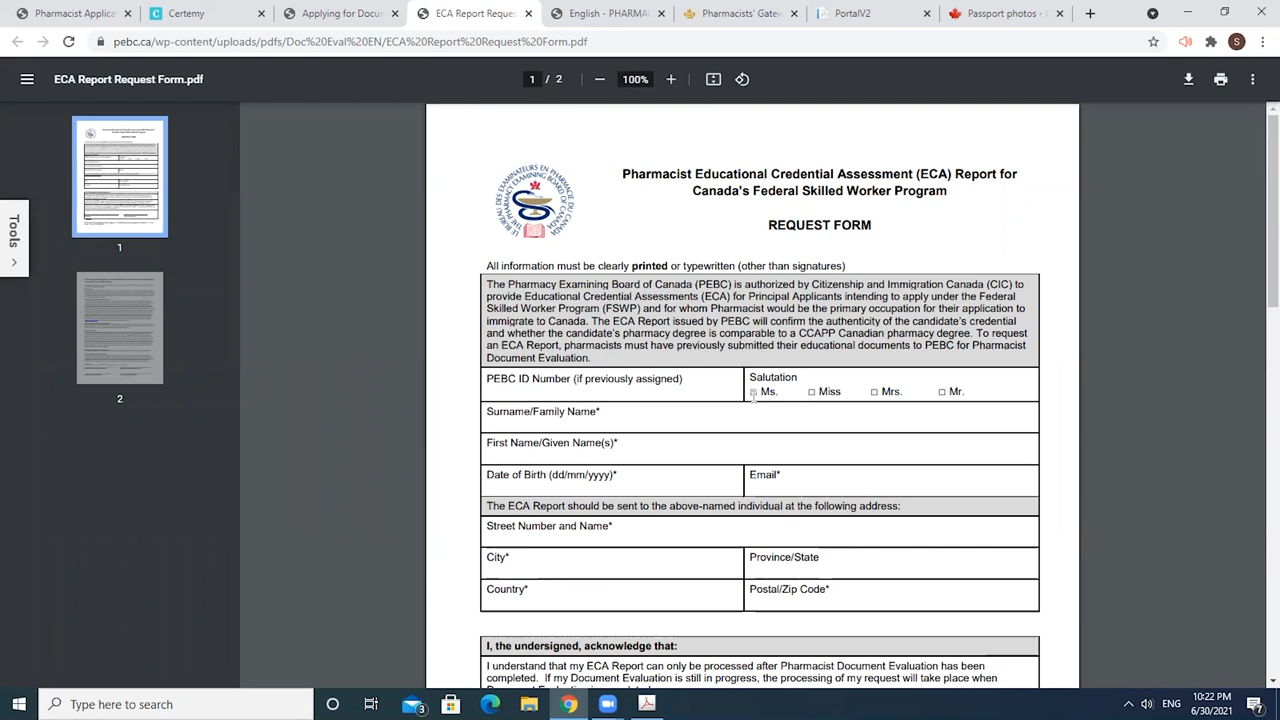 Pharmacist Applica
Certemy
Applying for Docum
ECA Report Request
English - PHARMA
Pharmacists' Gatew
PortalV2
Passport photos -
pebc.ca/wp-content/uploads/pdfs/Doc%20Eval%20EN/ECA%20Report%20Request%20Form.pdf
S
ECA Report Request Form.pdf
1 / 2
100%
Tools
1
2
LE BUREAU DES EXAMINATEURS EN PHARMACIE DU CANADA
Pharmacist Educational Credential Assessment (ECA) Report for
Canada's Federal Skilled Worker Program
REQUEST FORM
All information must be clearly printed or typewritten (other than signatures)
The Pharmacy Examining Board of Canada (PEBC) is authorized by Citizenship and Immigration Canada (CIC) to
provide Educational Credential Assessments (ECA) for Principal Applicants intending to apply under the Federal
Skilled Worker Program (FSWP) and for whom Pharmacist would be the primary occupation for their application to
immigrate to Canada. The ECA Report issued by PEBC will confirm the authenticity of the candidate's credential
and whether the candidate's pharmacy degree is comparable to a CCAPP Canadian pharmacy degree. To request
an ECA Report, pharmacists must have previously submitted their educational documents to PEBC for Pharmacist
Document Evaluation.
PEBC ID Number (if previously assigned)
Salutation
Ms. Miss Mrs. Mr.
Surname/Family Name*
First Name/Given Name(s)*
Date of Birth (dd/mm/yyyy)*
Email*
The ECA Report should be sent to the above-named individual at the following address:
Street Number and Name*
City*
Province/State
Country*
Postal/Zip Code*
I, the undersigned, acknowledge that:
I understand that my ECA Report can only be processed after Pharmacist Document Evaluation has been
completed. If my Document Evaluation is still in progress, the processing of my request will take place when
Type here to search
3
ENG
10:22 PM
6/30/2021
7